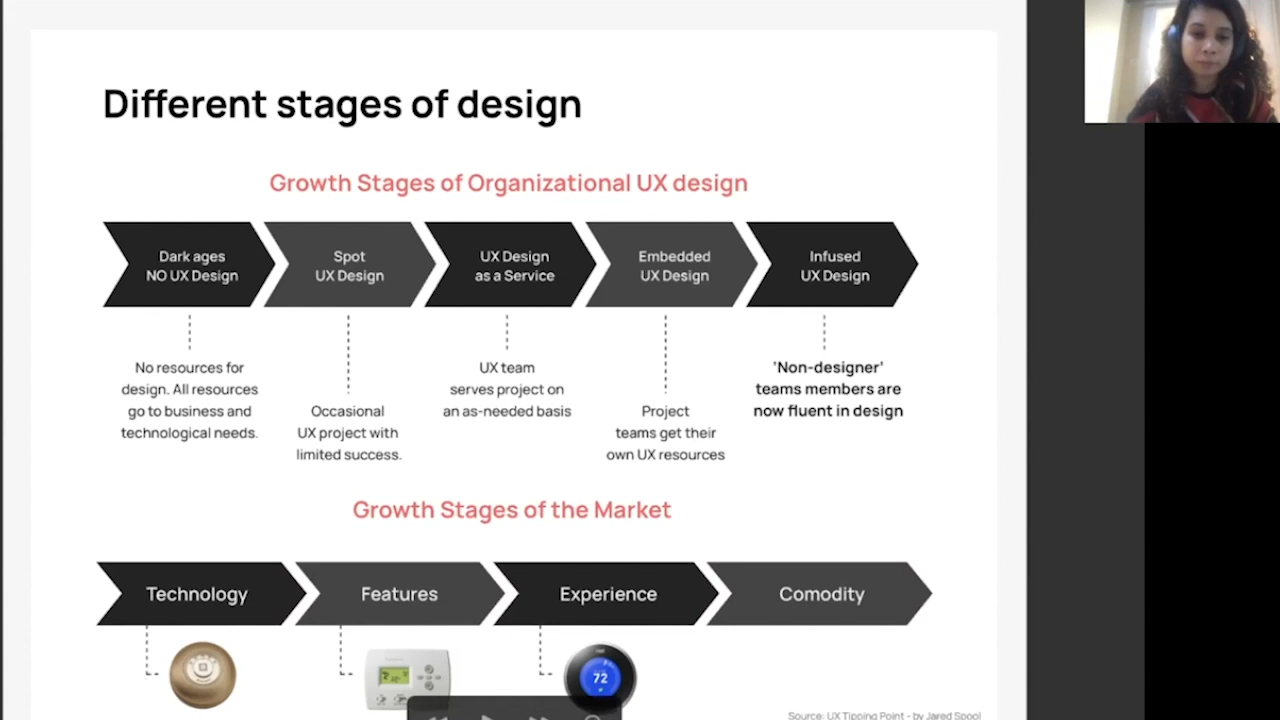 Different stages of design
Growth Stages of Organizational UX design
Dark ages
NO UX Design
Spot
UX Design
UX Design
as a Service
Embedded
UX Design
Infused
UX Design
No resources for
design. All resources
go to business and
technological needs.
Occasional
UX project with
limited success.
UX team
serves project on
an as-needed basis
Project
teams get their
own UX resources
'Non-designer'
teams members are
now fluent in design
Growth Stages of the Market
Technology
Features
Experience
Comodity
72
Source: UX Tipping Point - by Jared Spool